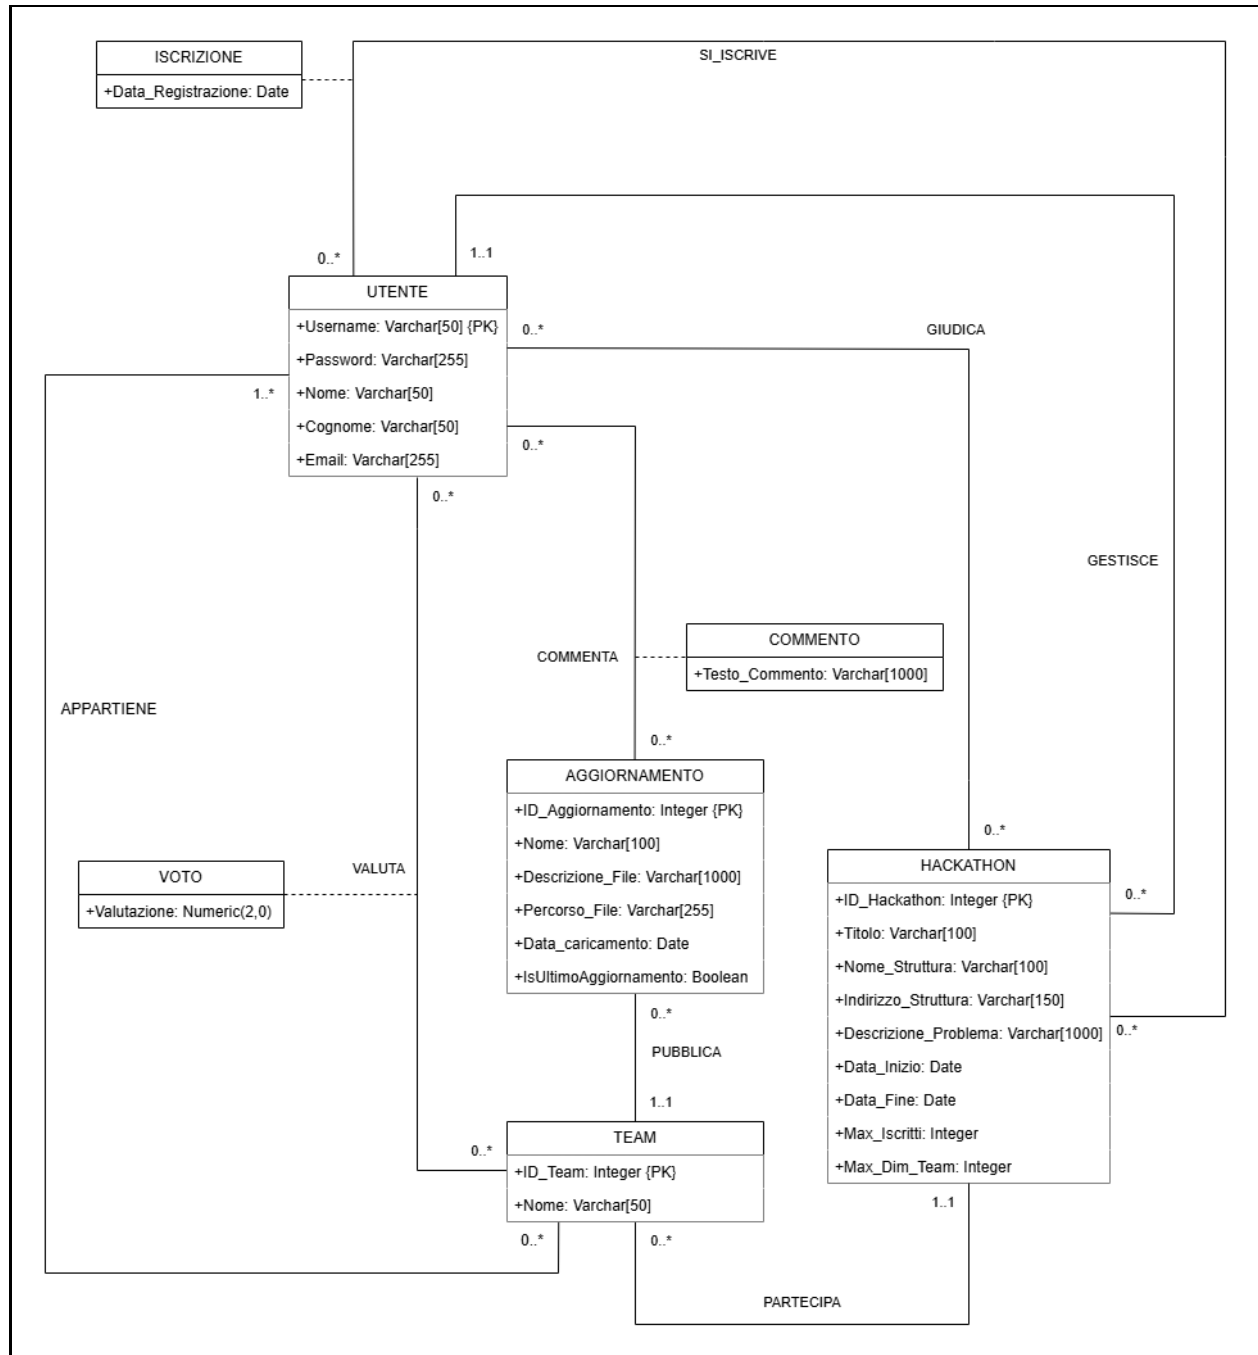 SI_ISCRIVE
ISCRIZIONE
+Data_Registrazione: Date
0..*
1..1
UTENTE
+Username: Varchar[50] {PK}
+Password: Varchar[255]
+Nome: Varchar[50]
+Cognome: Varchar[50]
+Email: Varchar[255]
0..*
GIUDICA
1..*
0..*
0..*
GESTISCE
COMMENTO
+Testo_Commento: Varchar[1000]
COMMENTA
APPARTIENE
0..*
AGGIORNAMENTO
+ID_Aggiornamento: Integer {PK}
+Nome: Varchar[100]
+Descrizione_File: Varchar[1000]
+Percorso_File: Varchar[255]
+Data_caricamento: Date
+IsUltimoAggiornamento: Boolean
VALUTA
VOTO
+Valutazione: Numeric(2,0)
0..*
HACKATHON
+ID_Hackathon: Integer {PK}
+Titolo: Varchar[100]
+Nome_Struttura: Varchar[100]
+Indirizzo_Struttura: Varchar[150]
+Descrizione_Problema: Varchar[1000]
+Data_Inizio: Date
+Data_Fine: Date
+Max_Iscritti: Integer
+Max_Dim_Team: Integer
0..*
0..*
0..*
PUBBLICA
1..1
TEAM
+ID_Team: Integer {PK}
+Nome: Varchar[50]
0..*
0..*
0..*
1..1
PARTECIPA